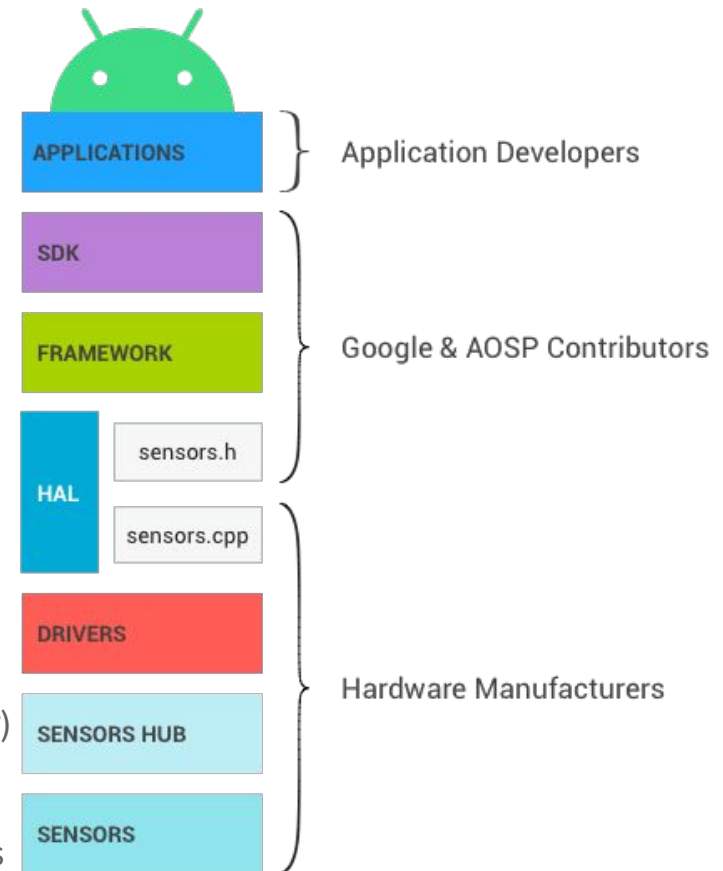 APPLICATIONS
Application Developers
SDK
FRAMEWORK
Google & AOSP Contributors
sensors.h
HAL
sensors.cpp
DRIVERS
Hardware Manufacturers
)
SENSORS HUB
SENSORS
s